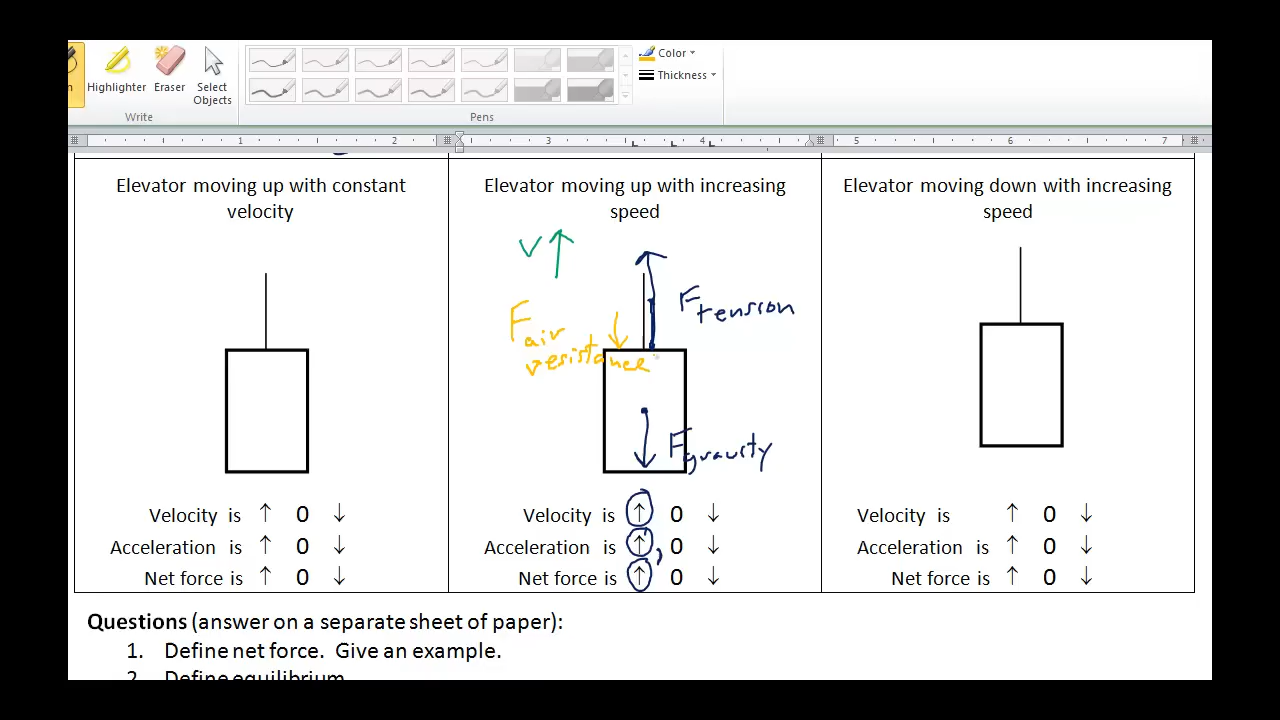 Color
Highlighter Eraser Select Objects
Thickness
Write Pens
1 2 3 4 5 6 7
Elevator moving up with constant
velocity
Elevator moving up with increasing
speed
Elevator moving down with increasing
speed
V
F tension
F air
resistance
F gravity
Velocity is ↑ 0 ↓
Acceleration is ↑ 0 ↓
Net force is ↑ 0 ↓
Velocity is ↑ 0 ↓
Acceleration is ↑ 0 ↓
Net force is ↑ 0 ↓
Velocity is ↑ 0 ↓
Acceleration is ↑ 0 ↓
Net force is ↑ 0 ↓
Questions (answer on a separate sheet of paper):
1. Define net force. Give an example.
2. Define equilibrium.